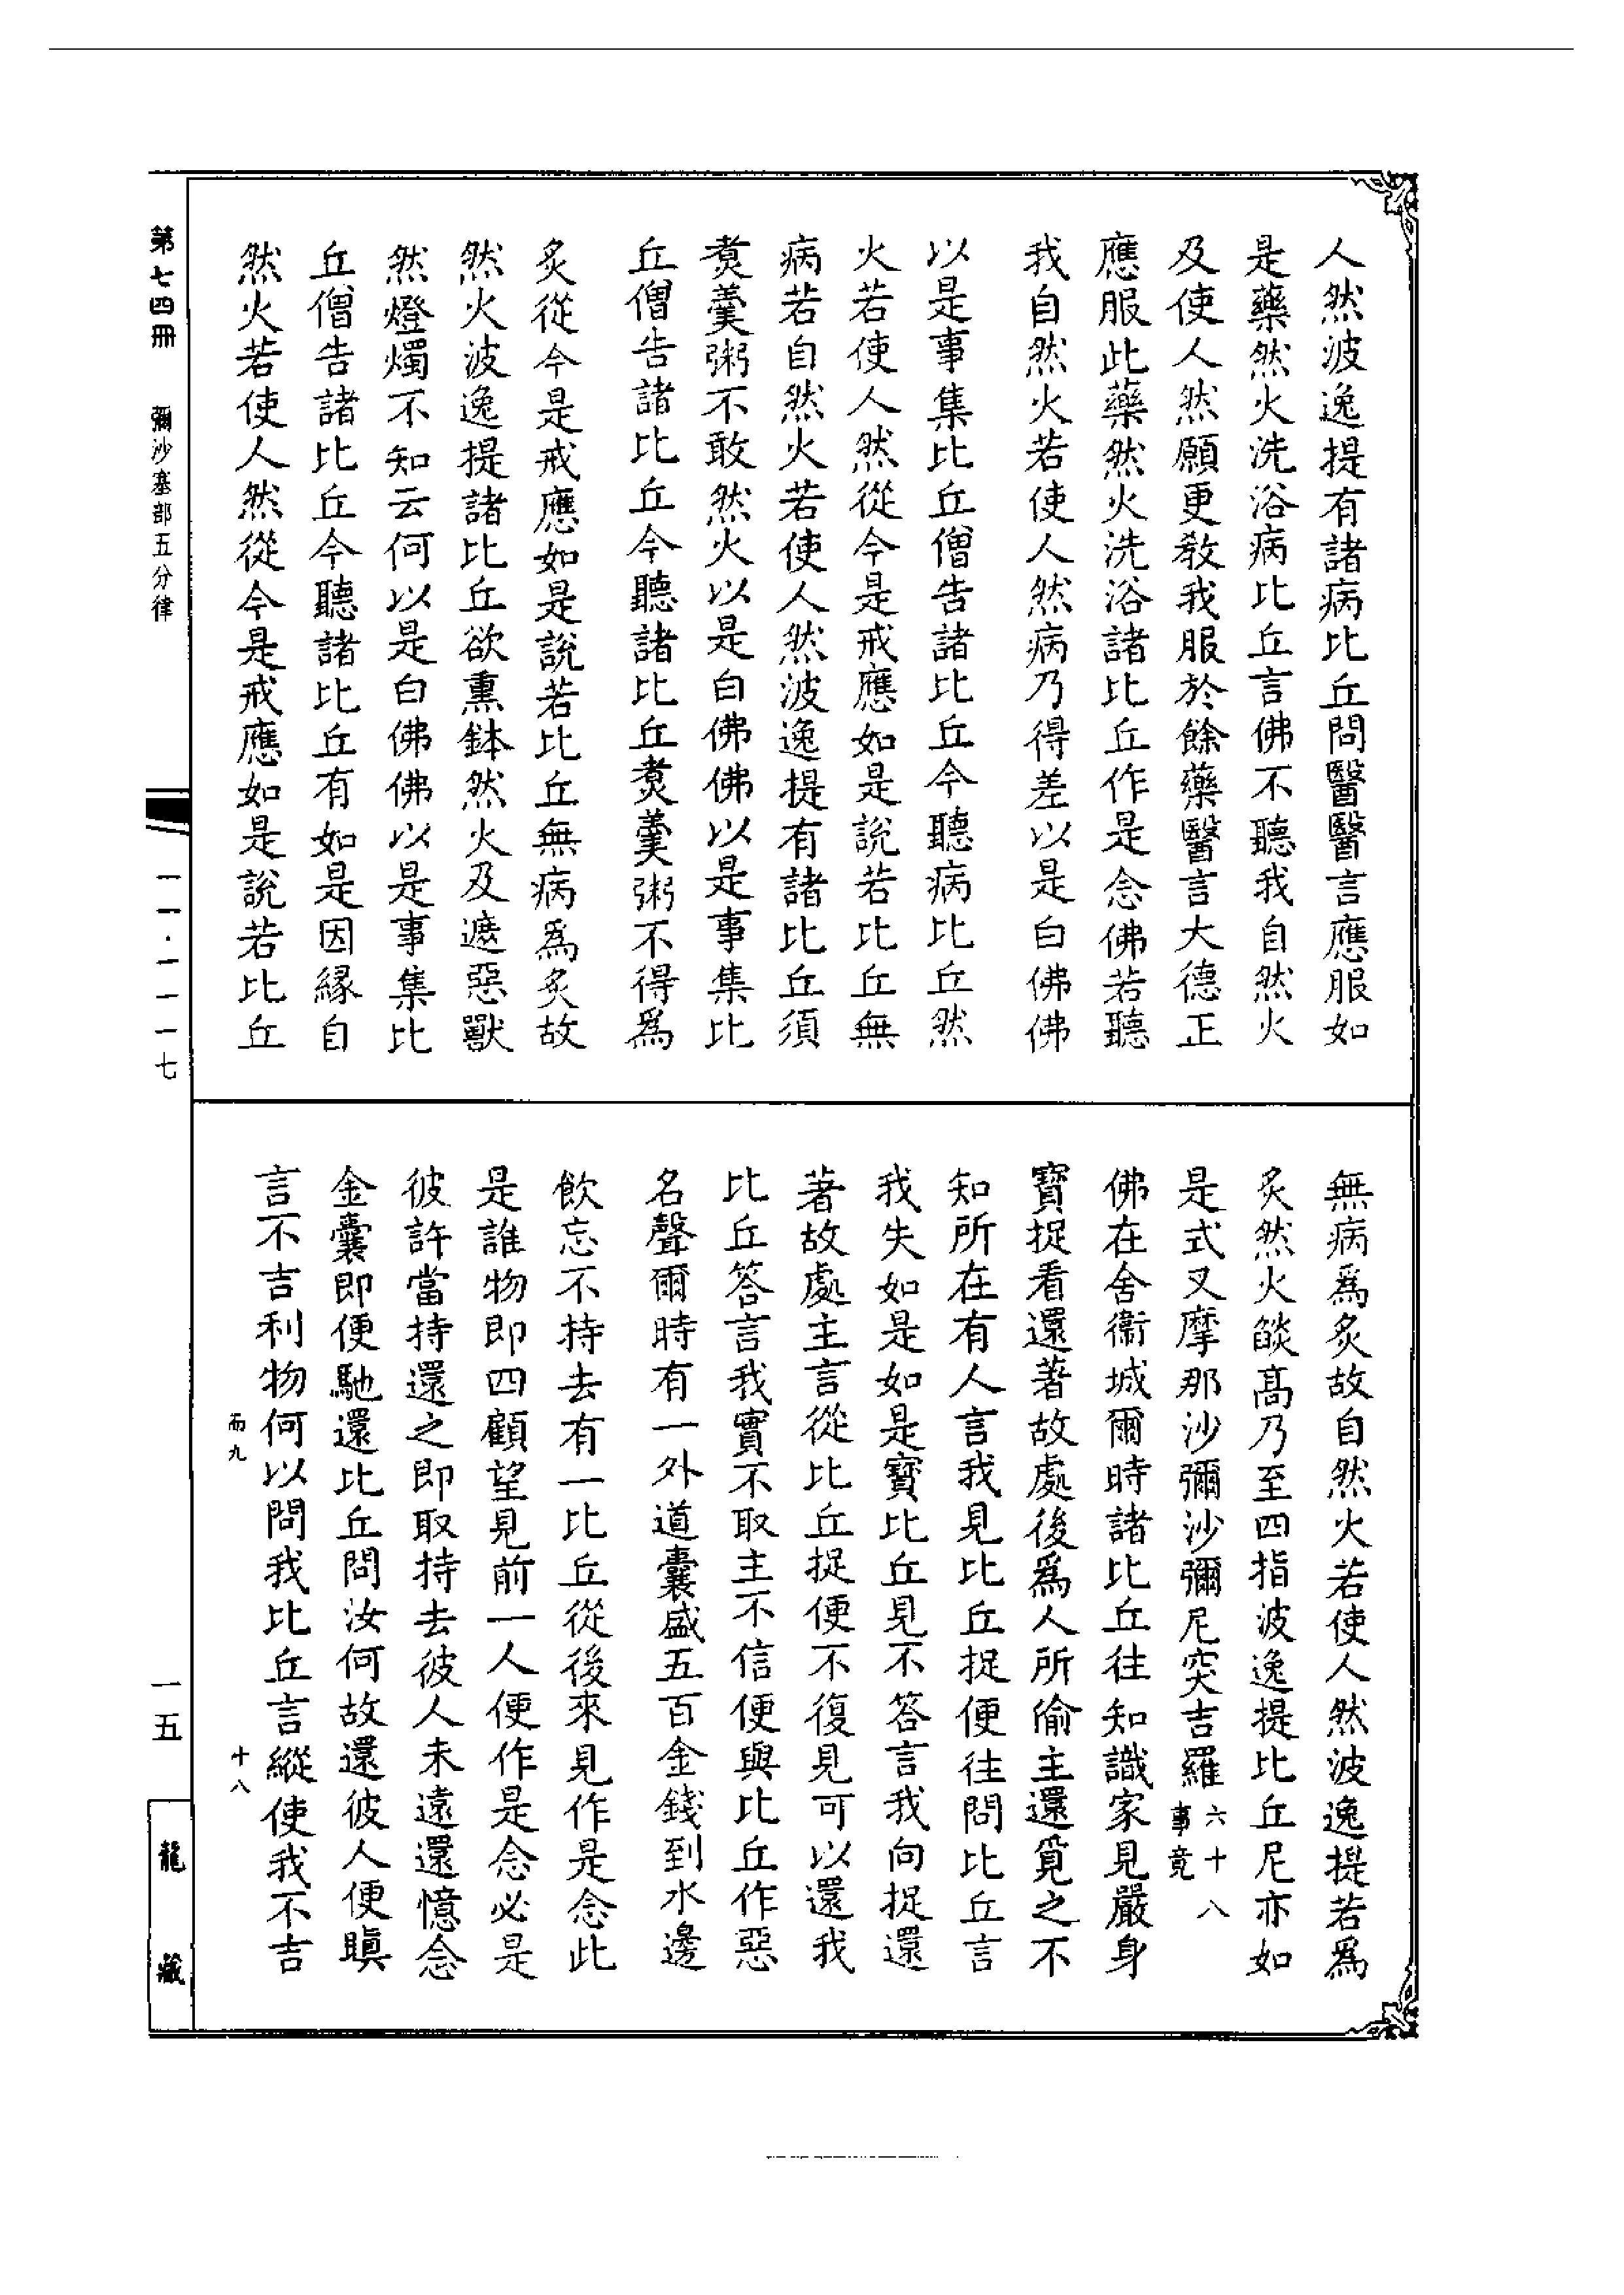 人然波逸提有諸病比丘問醫醫言應服如
是藥然火洗浴病比丘言佛不聽我自然火
及使人然願更教我服於餘藥醫言大德正
應服此藥然火洗浴諸比丘作是念佛若聽
我自然火若使人然病乃得差以是白佛佛
以是事集比丘僧告諸比丘今聽病比丘然
火若使人然從今是戒應如是說若比丘無
病若自然火若使人然波逸提有諸比丘須
煑羹粥不敢然火以是白佛佛以是事集比
丘僧告諸比丘今聽諸比丘煑羹粥不得爲
炙從今是戒應如是說若比丘無病爲炙故
然火波逸提諸比丘欲熏鉢然火及遮惡獸
然燈燭不知云何以是白佛佛以是事集比
丘僧告諸比丘今聽諸比丘有如是因緣自
然火若使人然從今是戒應如是說若比丘
無病爲炙故自然火若使人然波逸提若爲
炙然火燄髙乃至四指波逸提比丘尼亦如
是式叉摩那沙彌沙彌尼突吉羅六十八事竟
佛在舍衞城爾時諸比丘往知識家見嚴身
寶捉看還著故處後爲人所偷主還覓之不
知所在有人言我見比丘捉便往問比丘言
我失如是如是寶比丘見不答言我向捉還
著故處主言從比丘捉便不復見可以還我
比丘答言我實不取主不信便與比丘作惡
名聲爾時有一外道囊盛五百金錢到水邊
飲忘不持去有一比丘從後來見作是念此
是誰物即四顧望見前一人便作是念必是
彼許當持還之即取持去彼人未遠還憶念
金囊即便馳還比丘問汝何故還彼人便瞋
言不吉利物何以問我比丘言縱使我不吉
而九
十八
第七四冊
彌沙塞部五分律
一一·一一一七
一五
龍藏